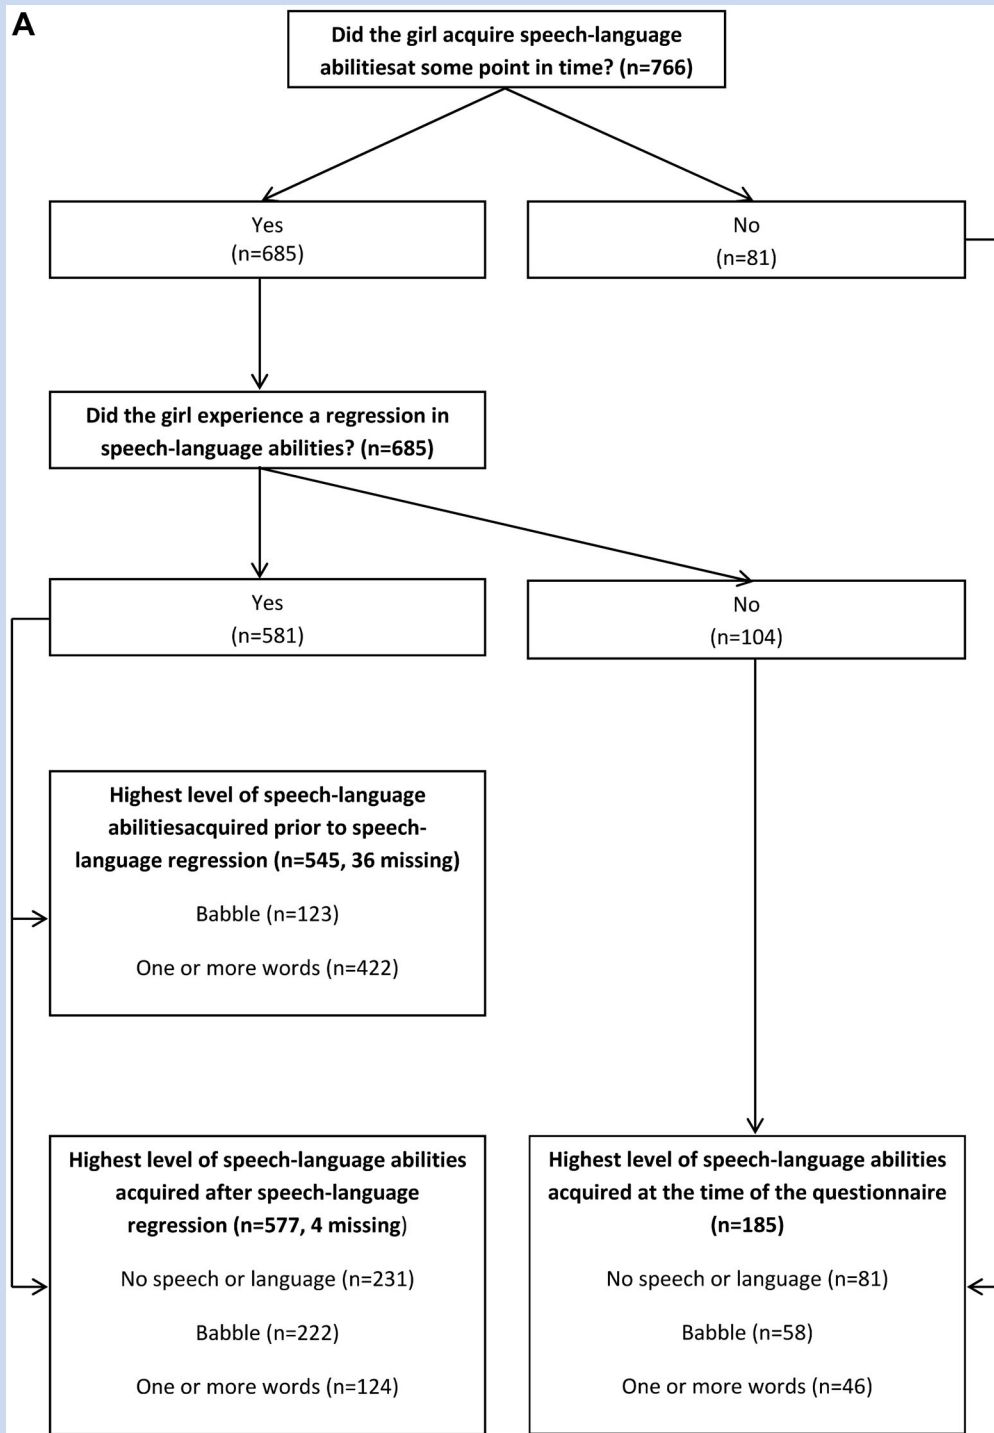 A
Did the girl acquire speech-language
abilitiesat some point in time? (n=766)
Yes
(n=685)
No
(n=81)
Did the girl experience a regression in
speech-language abilities? (n=685)
Yes
(n=581)
No
(n=104)
Highest level of speech-language
abilitiesacquired prior to speech-
language regression (n=545, 36 missing)
Babble (n=123)
One or more words (n=422)
Highest level of speech-language abilities
acquired after speech-language
regression (n=577, 4 missing)
No speech or language (n=231)
Babble (n=222)
One or more words (n=124)
Highest level of speech-language abilities
acquired at the time of the questionnaire
(n=185)
No speech or language (n=81)
Babble (n=58)
One or more words (n=46)